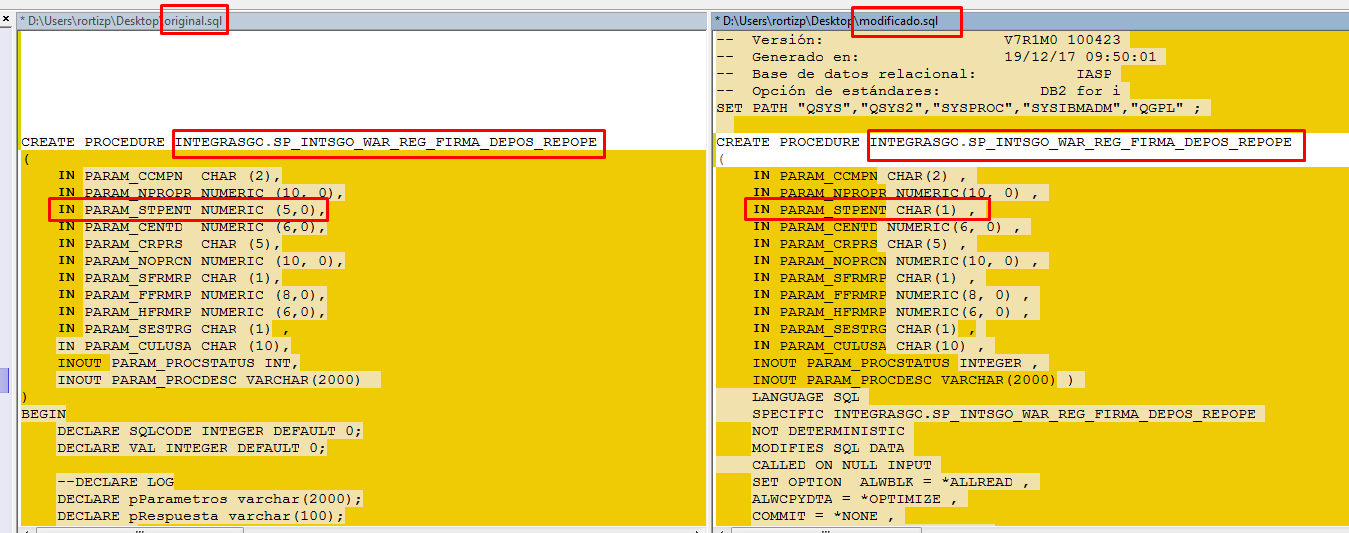 * D:\Users\rortizp\Desktop\original.sql
CREATE PROCEDURE INTEGRASGO.SP_INTSGO_WAR_REG_FIRMA_DEPOS_REPOPE
(
IN PARAM_CCMPN  CHAR (2),
IN PARAM_NPROPR NUMERIC (10, 0),
IN PARAM_STPENT NUMERIC (5,0),
IN PARAM_CENTD  NUMERIC (6,0),
IN PARAM_CRPRS  CHAR (5),
IN PARAM_NOPRCN NUMERIC (10, 0),
IN PARAM_SFRMRP CHAR (1),
IN PARAM_FFRMRP NUMERIC (8,0),
IN PARAM_HFRMRP NUMERIC (6,0),
IN PARAM_SESTRG CHAR (1) ,
IN PARAM_CULUSA CHAR (10),
INOUT PARAM_PROCSTATUS INT,
INOUT PARAM_PROCDESC VARCHAR(2000)
)
BEGIN
DECLARE SQLCODE INTEGER DEFAULT 0;
DECLARE VAL INTEGER DEFAULT 0;
--DECLARE LOG
DECLARE pParametros varchar(2000);
DECLARE pRespuesta varchar(100);
* D:\Users\rortizp\Desktop\modificado.sql
--  Versión:                      V7R1M0 100423
--  Generado en:                  19/12/17 09:50:01
--  Base de datos relacional:              IASP
--  Opción de estándares:              DB2 for i
SET PATH "QSYS","QSYS2","SYSPROC","SYSIBMADM","QGPL" ;
CREATE PROCEDURE INTEGRASGO.SP_INTSGO_WAR_REG_FIRMA_DEPOS_REPOPE
(
IN PARAM_CCMPN CHAR(2) ,
IN PARAM_NPROPR NUMERIC(10, 0) ,
IN PARAM_STPENT CHAR(1) ,
IN PARAM_CENTD NUMERIC(6, 0) ,
IN PARAM_CRPRS CHAR(5) ,
IN PARAM_NOPRCN NUMERIC(10, 0) ,
IN PARAM_SFRMRP CHAR(1) ,
IN PARAM_FFRMRP NUMERIC(8, 0) ,
IN PARAM_HFRMRP NUMERIC(6, 0) ,
IN PARAM_SESTRG CHAR(1) ,
IN PARAM_CULUSA CHAR(10) ,
INOUT PARAM_PROCSTATUS INTEGER ,
INOUT PARAM_PROCDESC VARCHAR(2000) )
LANGUAGE SQL
SPECIFIC INTEGRASGO.SP_INTSGO_WAR_REG_FIRMA_DEPOS_REPOPE
NOT DETERMINISTIC
MODIFIES SQL DATA
CALLED ON NULL INPUT
SET OPTION  ALWBLK = *ALLREAD ,
ALWCPYDTA = *OPTIMIZE ,
COMMIT = *NONE ,